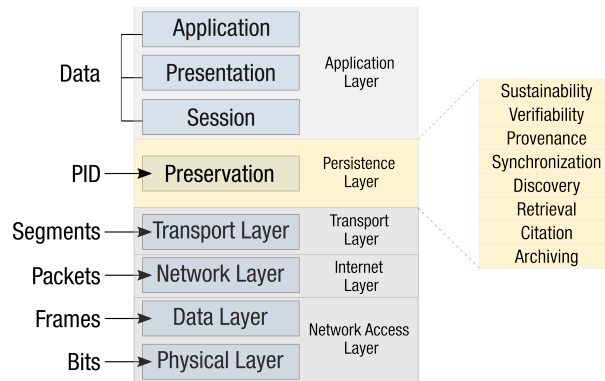 Data
Application
Presentation
Session
Application
Layer
PID
Preservation
Persistence
Layer
Segments
Transport Layer
Transport
Layer
Packets
Network Layer
Internet
Layer
Frames
Data Layer
Bits
Physical Layer
Network Access
Layer
Sustainability
Verifiability
Provenance
Synchronization
Discovery
Retrieval
Citation
Archiving